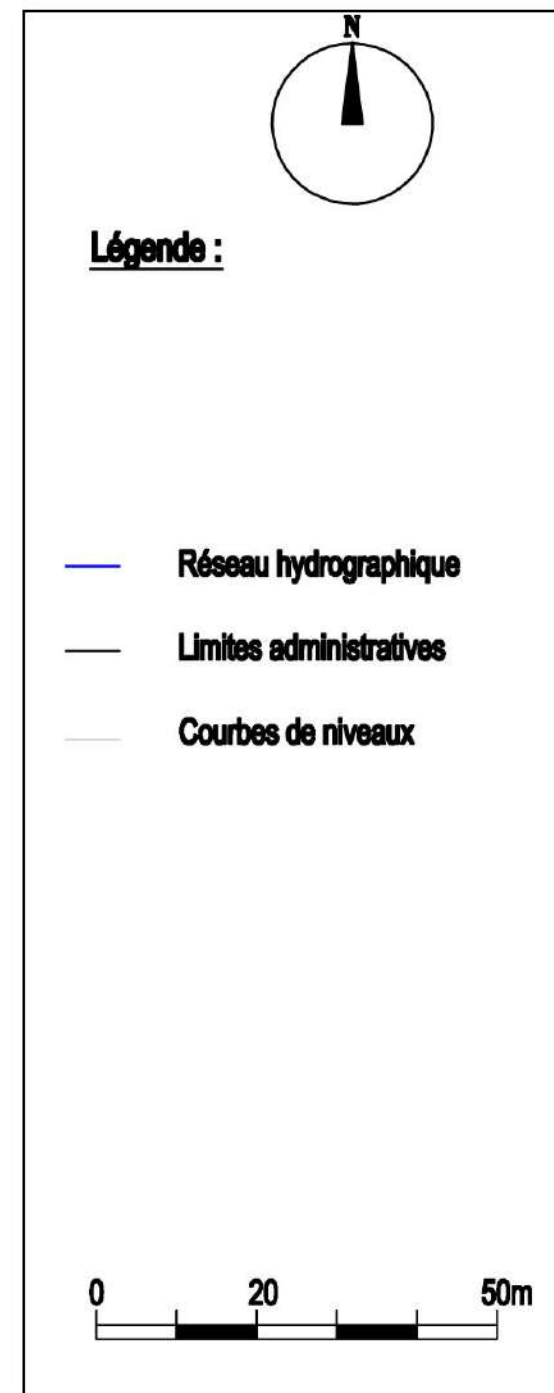 N
Légende :
Réseau hydrographique
Limites administratives
Courbes de niveaux
0 20 50m